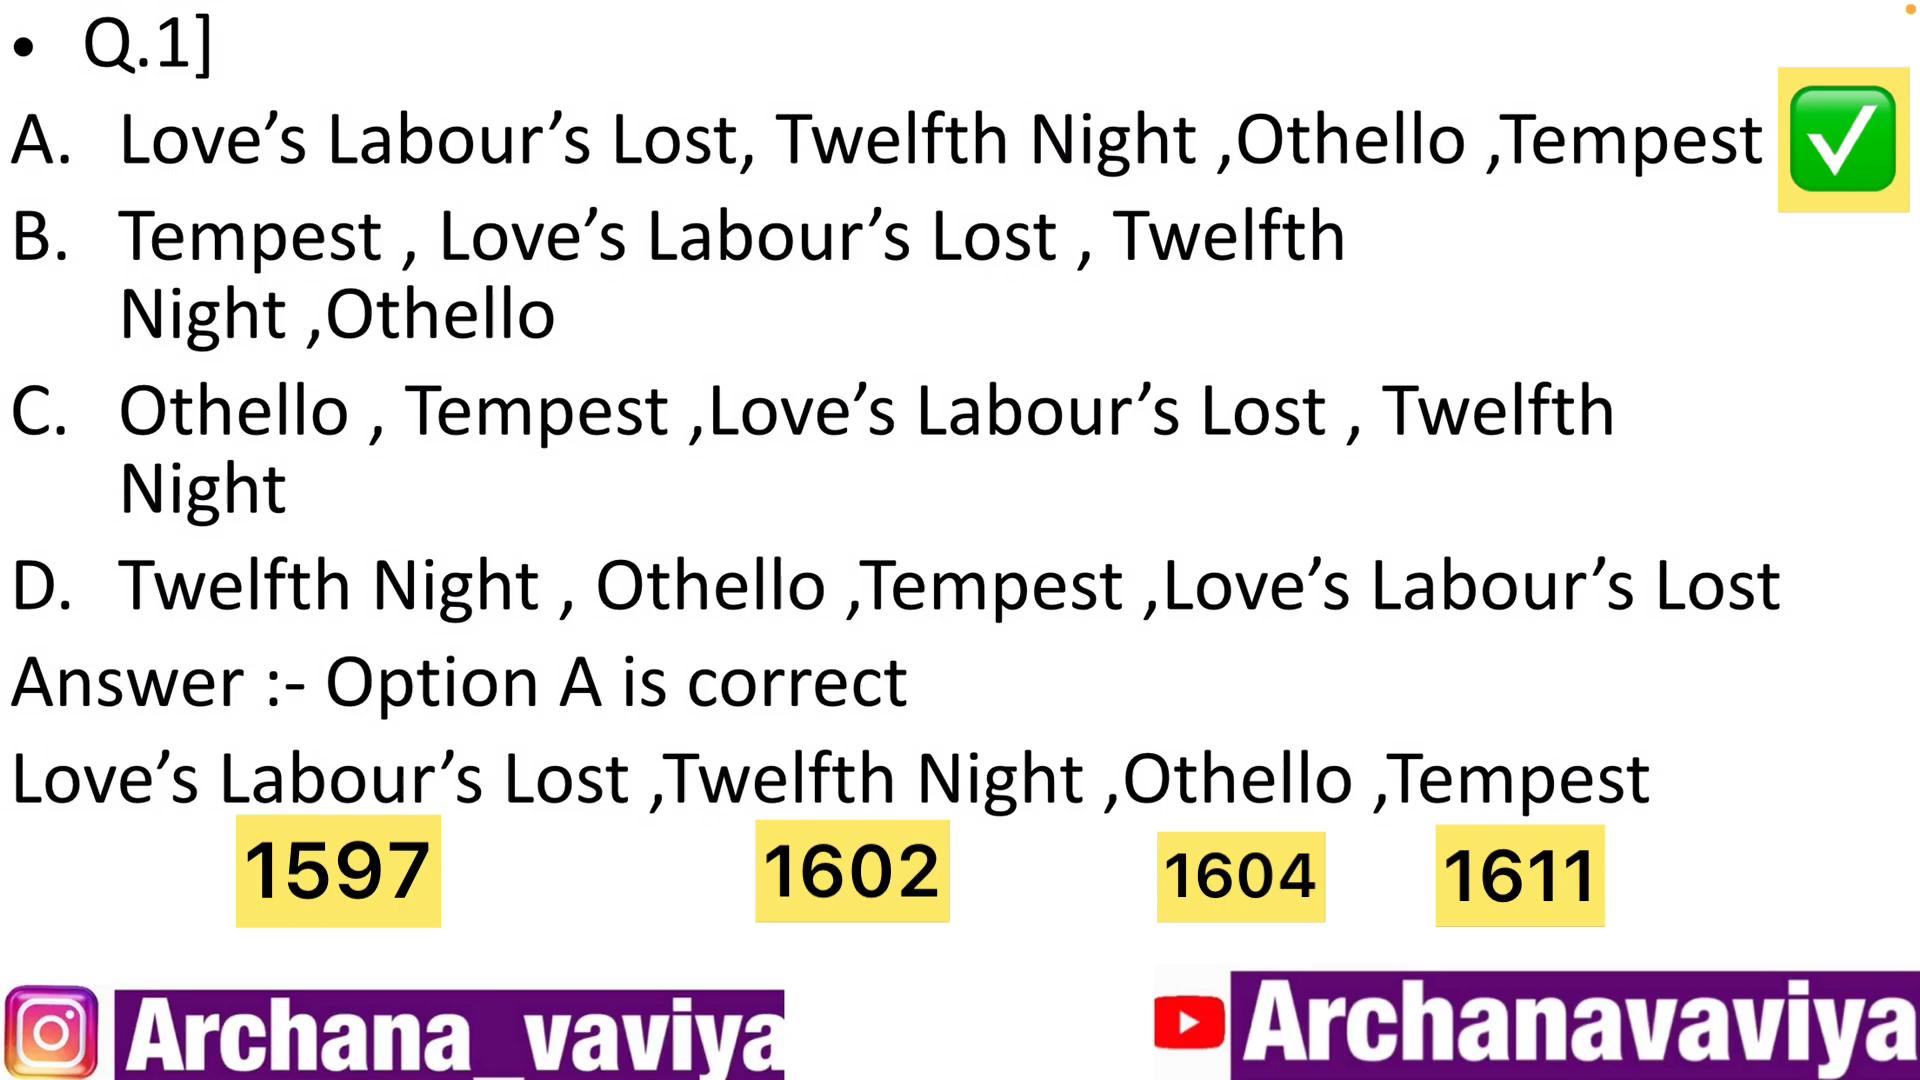 • Q.1]
A. Love’s Labour’s Lost, Twelfth Night ,Othello ,Tempest
B. Tempest , Love’s Labour’s Lost , Twelfth
Night ,Othello
C. Othello , Tempest ,Love’s Labour’s Lost , Twelfth
Night
D. Twelfth Night , Othello ,Tempest ,Love’s Labour’s Lost
Answer :- Option A is correct
Love’s Labour’s Lost ,Twelfth Night ,Othello ,Tempest
1597 1602 1604 1611
Archana_vaviya Archanavaviya